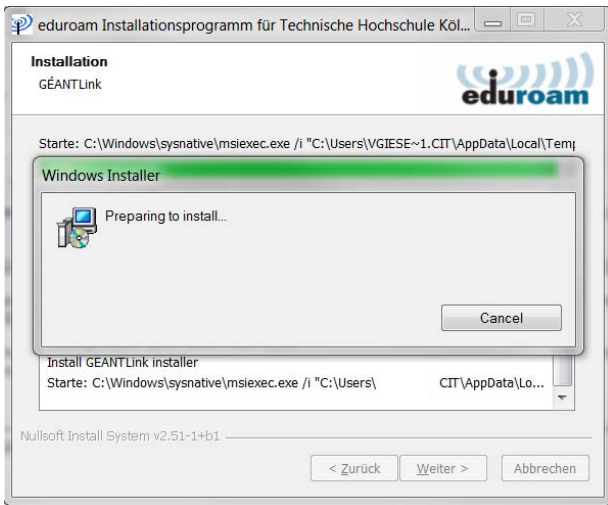 eduroam Installationsprogramm für Technische Hochschule Köl...
Installation
GÉANTLink
eduroam
Starte: C:\Windows\sysnative\msiexec.exe /i "C:\Users\VGIESE~1.CIT\AppData\Local\Temp
Windows Installer
Preparing to install...
Cancel
Install GEANTLink installer
Starte: C:\Windows\sysnative\msiexec.exe /i "C:\Users\ CIT\AppData\Lo...
Nullsoft Install System v2.51-1+b1
< Zurück Weiter > Abbrechen